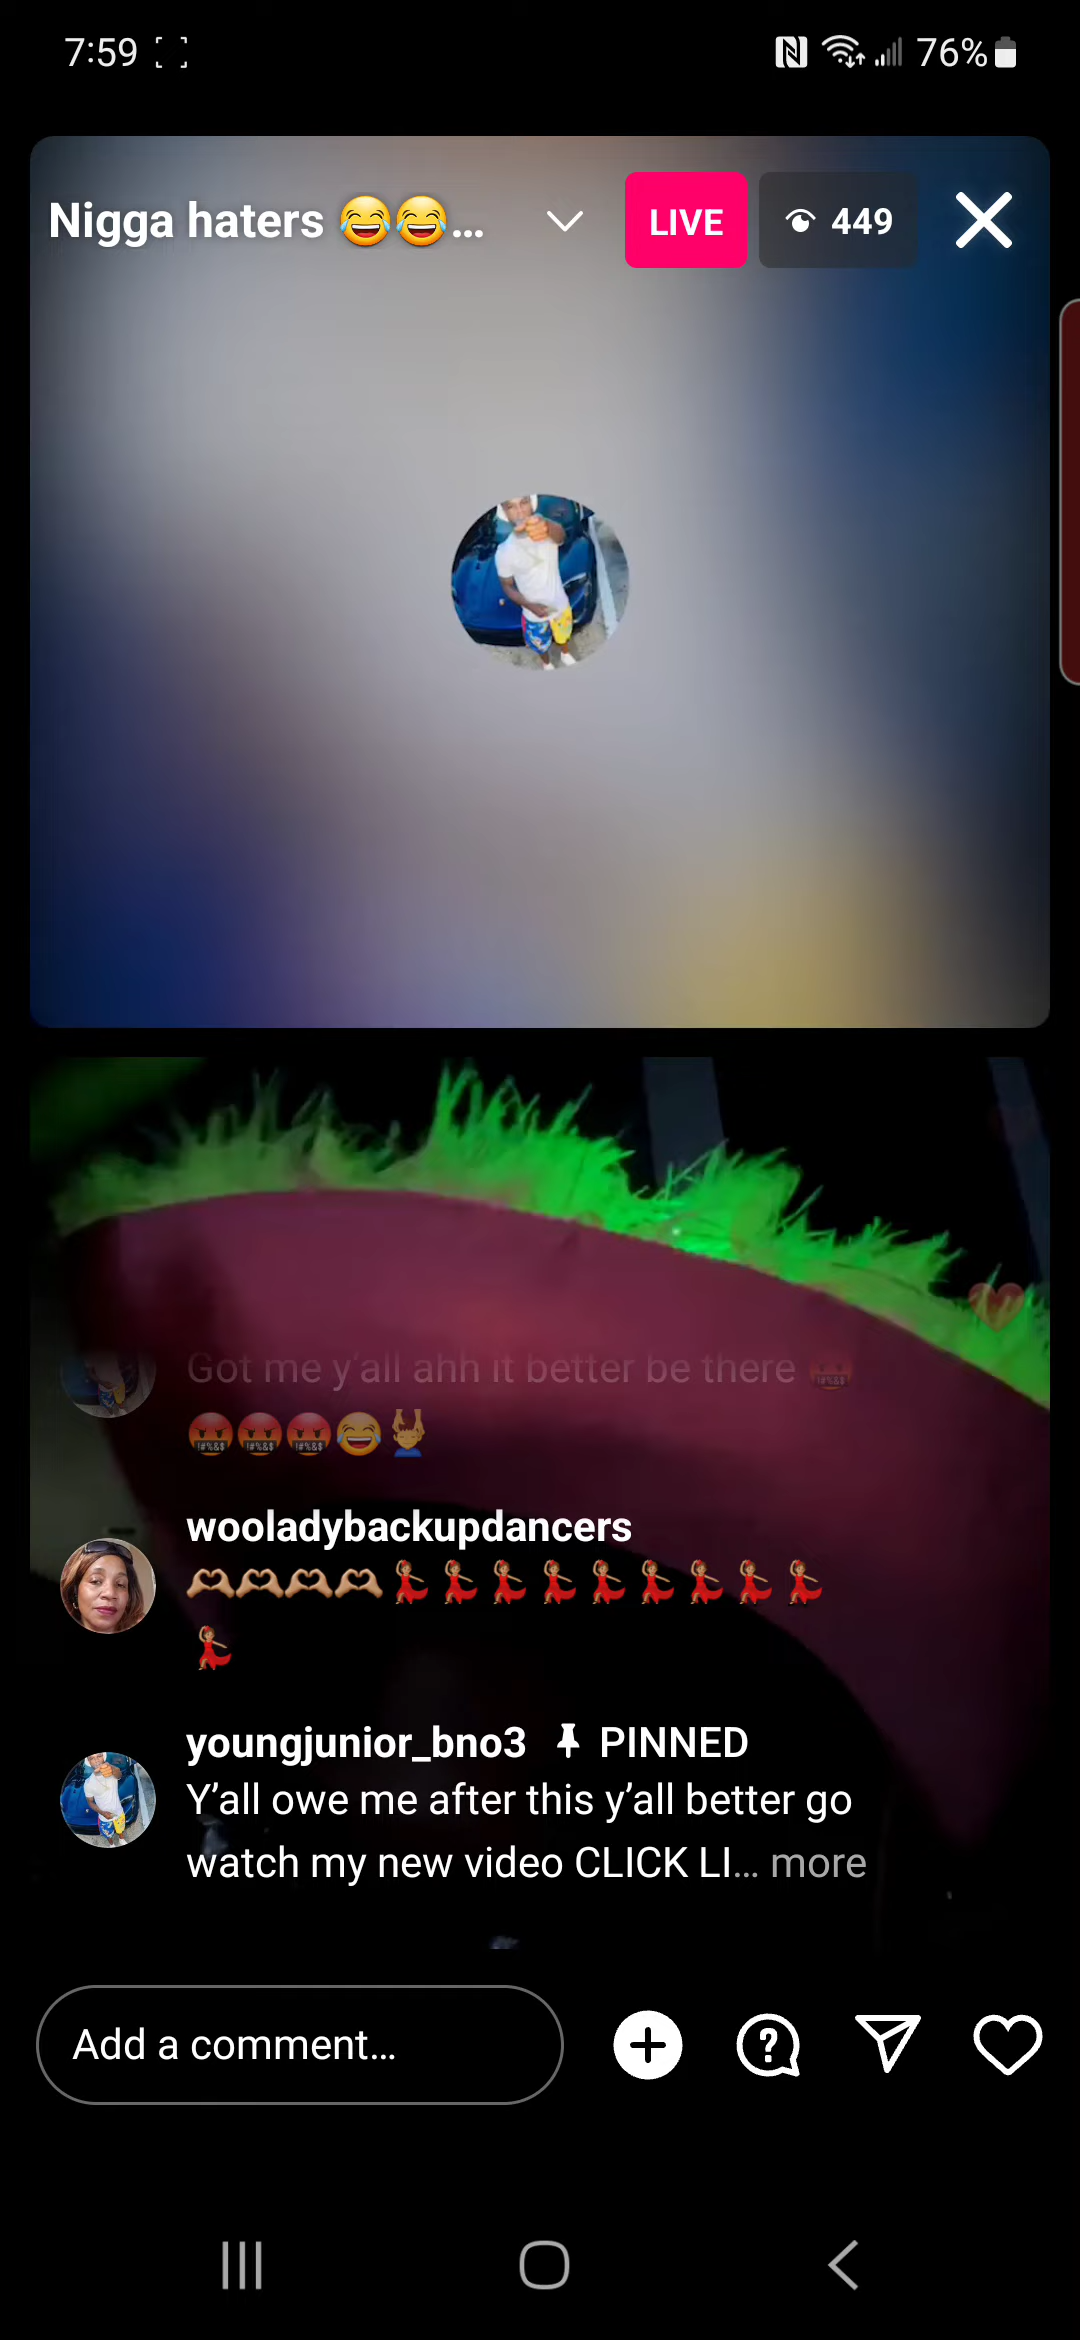 7:59 76%
Nigga haters 😂😂... LIVE 449
Got me y'all ahh it better be there 🤬
🤬🤬🤬😂💆
wooladybackupdancers
🫶🫶🫶🫶💃💃💃💃💃💃💃💃💃
💃
youngjunior_bno3 PINNED
Y’all owe me after this y’all better go
watch my new video CLICK LI... more
Add a comment...